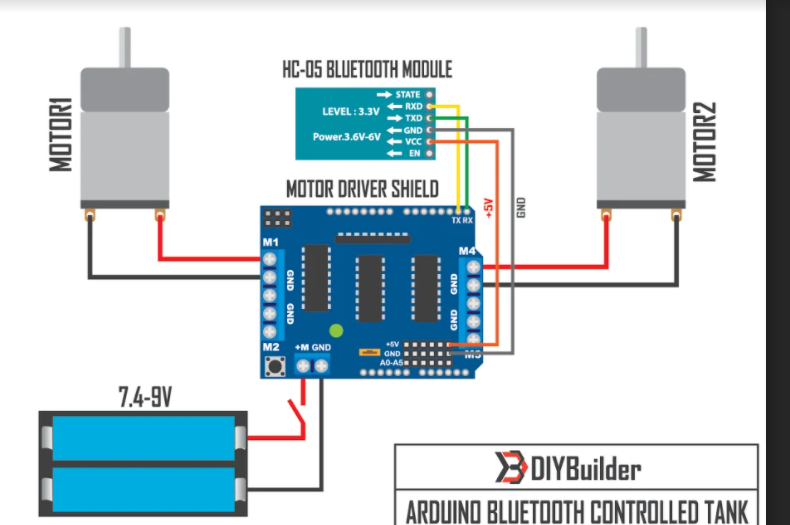 HC-05 BLUETOOTH MODULE
STATE
RXD
LEVEL : 3.3V
TXD
GND
Power.3.6V-6V
VCC
EN
MOTOR1
MOTOR2
MOTOR DRIVER SHIELD
+5V
GND
TX RX
M1
M4
GND
GND
GND
GND
M2
+M GND
+5V
GND
A0-A5
M3
7.4-9V
DIYBuilder
ARDUINO BLUETOOTH CONTROLLED TANK